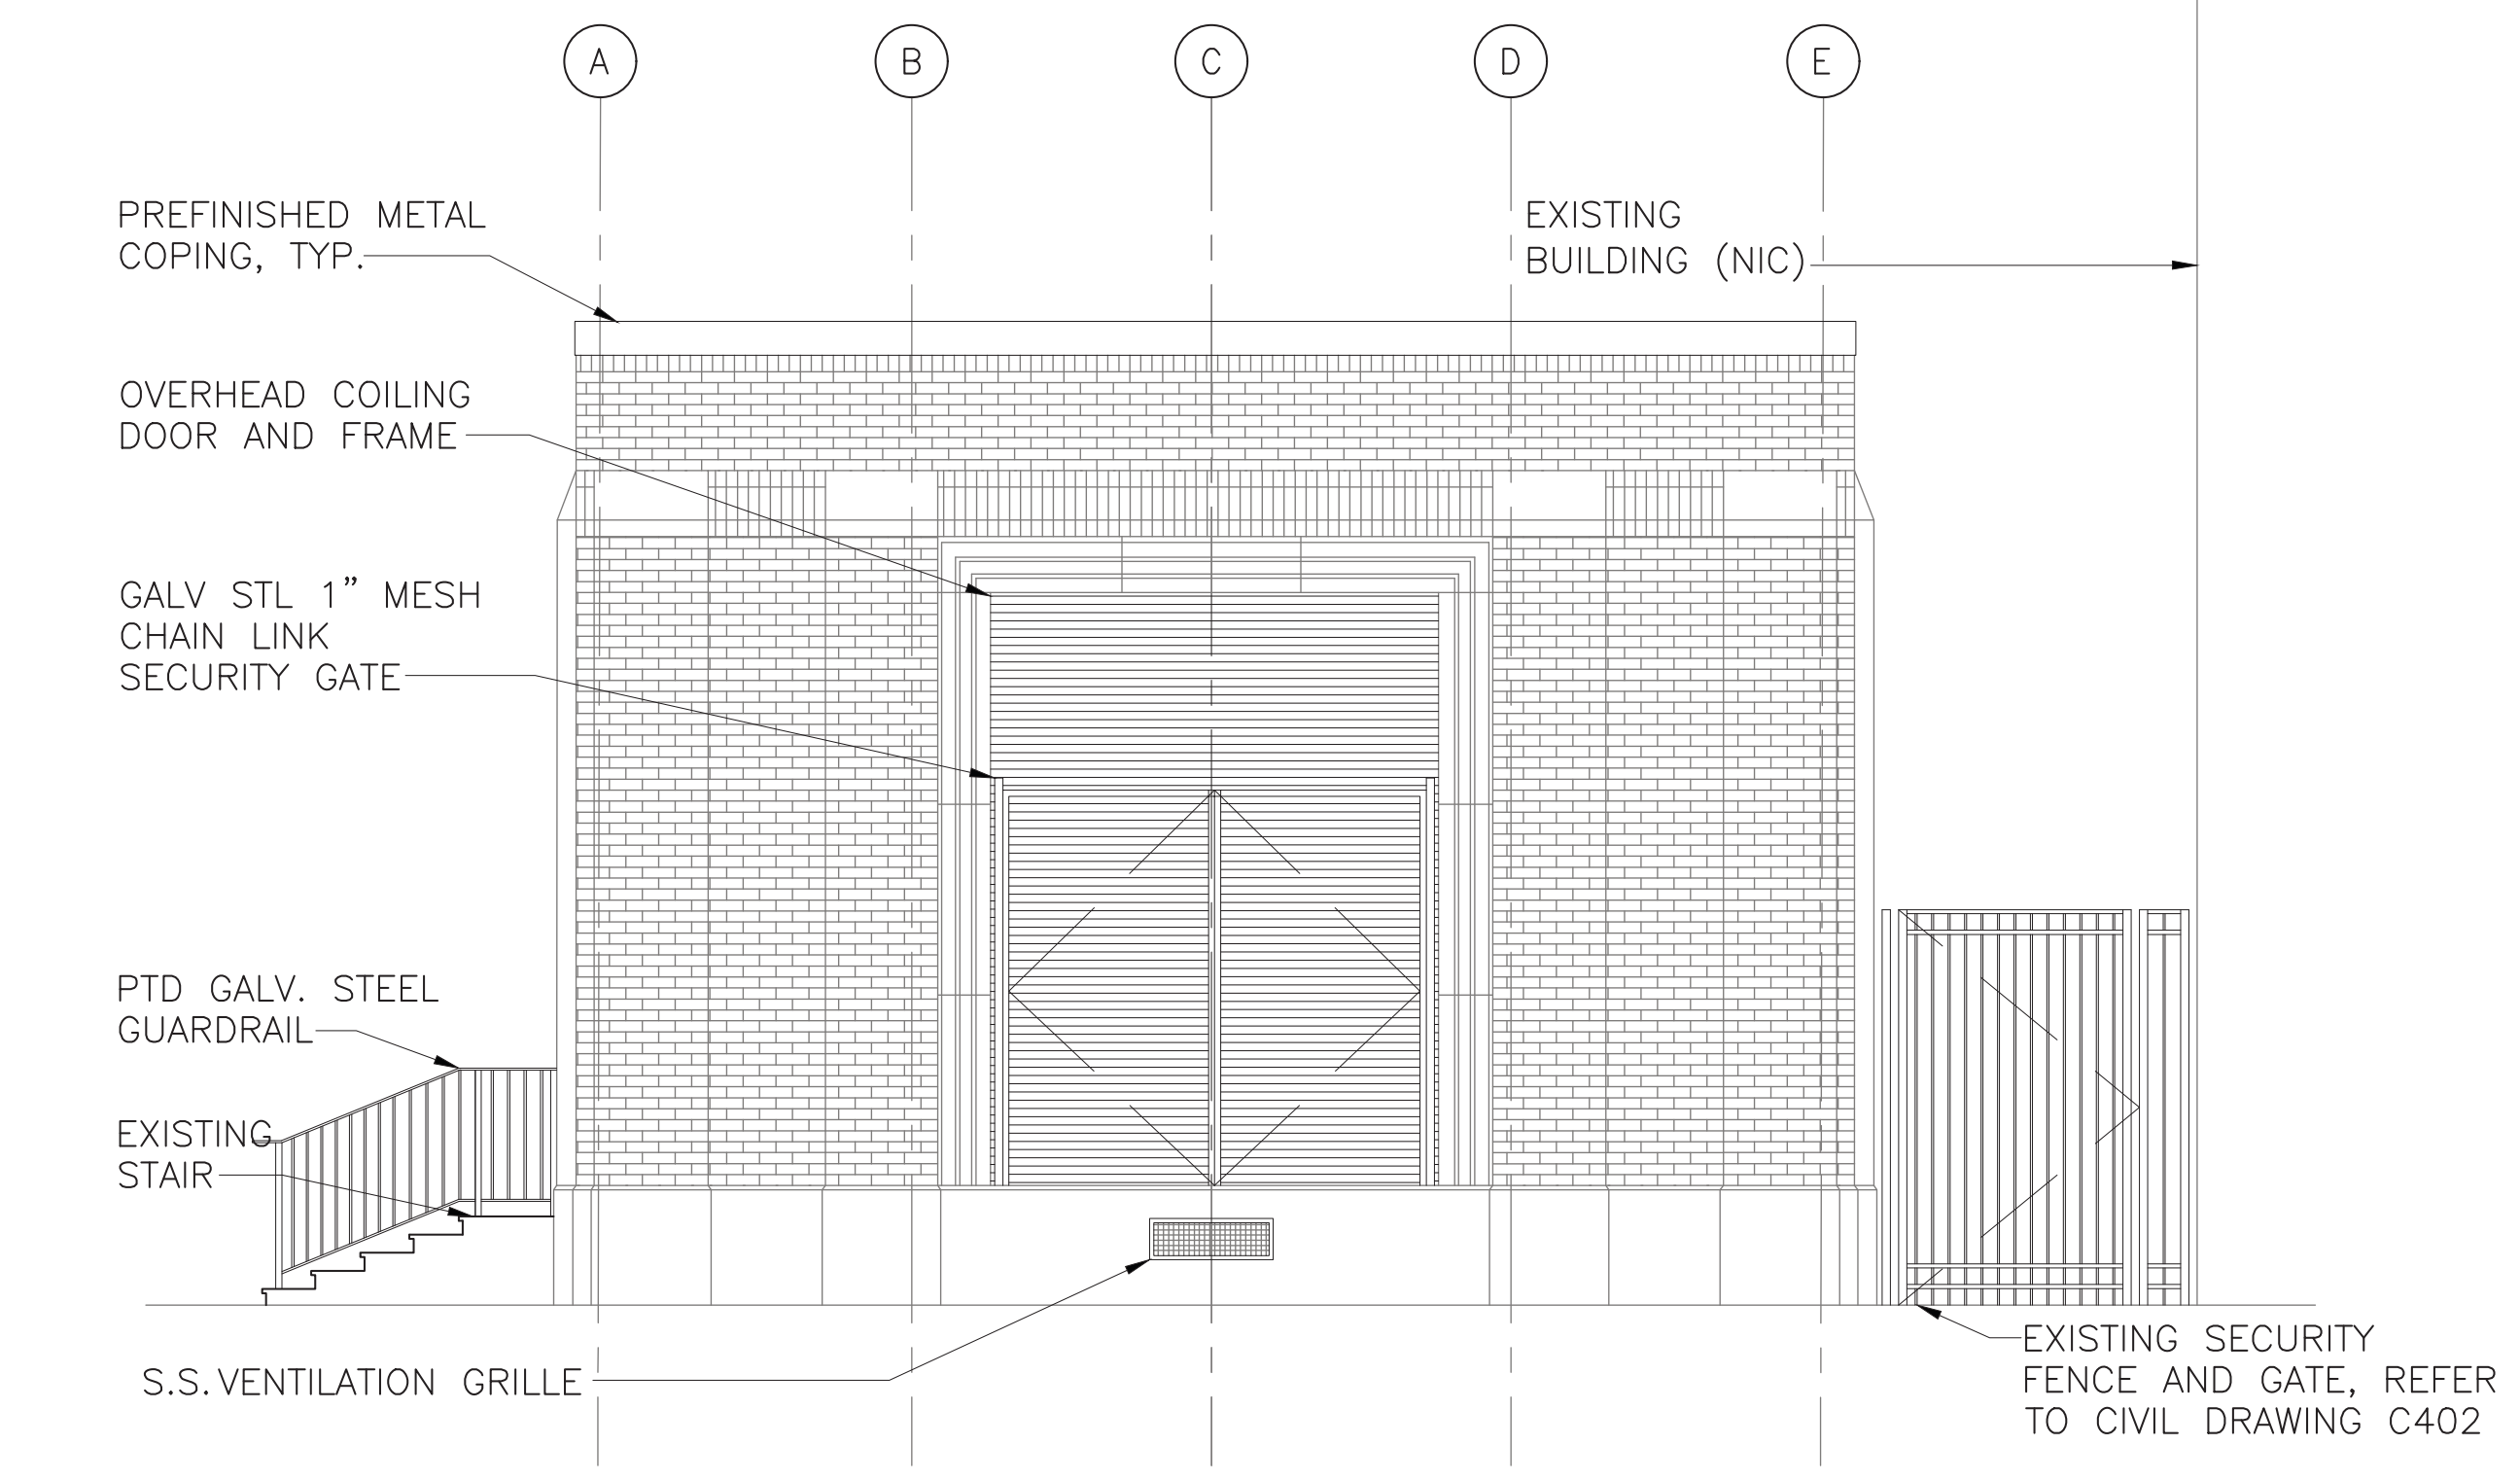 A
B
C
D
E
PREFINISHED METAL
COPING, TYP.
EXISTING
BUILDING (NIC)
OVERHEAD COILING
DOOR AND FRAME
GALV STL 1” MESH
CHAIN LINK
SECURITY GATE
PTD GALV. STEEL
GUARDRAIL
EXISTING
STAIR
S.S.VENTILATION GRILLE
EXISTING SECURITY
FENCE AND GATE, REFER
TO CIVIL DRAWING C402